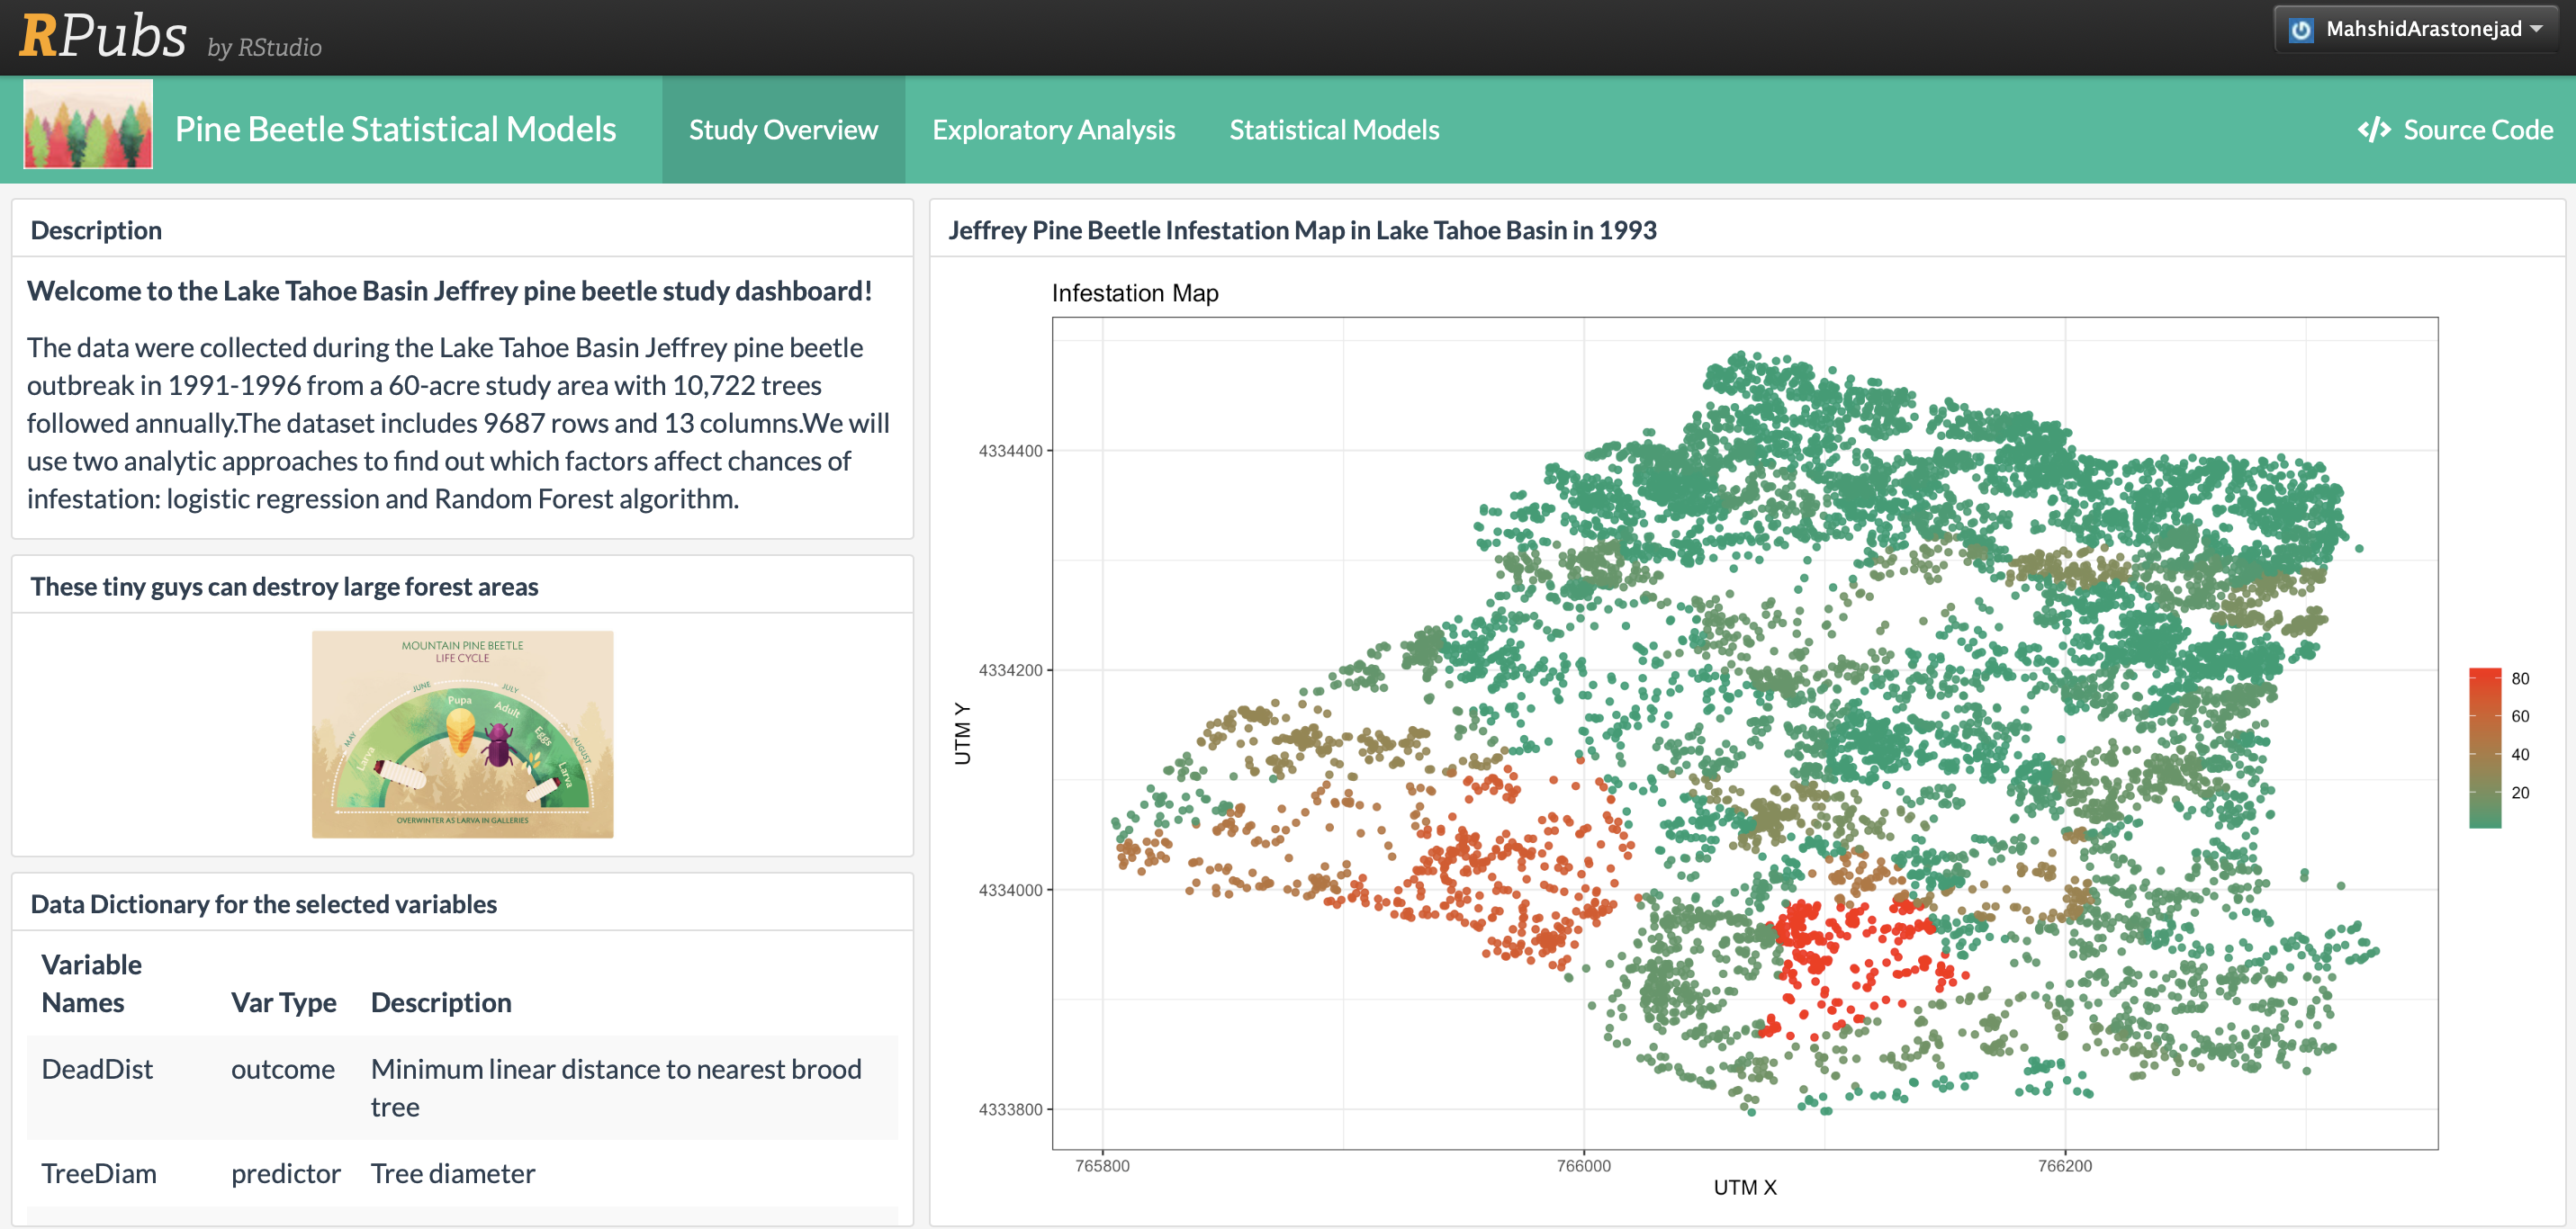 RPubs by RStudio
MahshidArastonejad
Pine Beetle Statistical Models
Study Overview
Exploratory Analysis
Statistical Models
</> Source Code
Description
Welcome to the Lake Tahoe Basin Jeffrey pine beetle study dashboard!
The data were collected during the Lake Tahoe Basin Jeffrey pine beetle
outbreak in 1991-1996 from a 60-acre study area with 10,722 trees
followed annually.The dataset includes 9687 rows and 13 columns.We will
use two analytic approaches to find out which factors affect chances of
infestation: logistic regression and Random Forest algorithm.
These tiny guys can destroy large forest areas
MOUNTAIN PINE BEETLE
LIFE CYCLE
MAY
JUNE
JULY
AUGUST
Larva
Pupa
Adult
Eggs
Larva
OVERWINTER AS LARVA IN GALLERIES
Data Dictionary for the selected variables
Variable
Names
Var Type
Description
DeadDist
outcome
Minimum linear distance to nearest brood
tree
TreeDiam
predictor
Tree diameter
Jeffrey Pine Beetle Infestation Map in Lake Tahoe Basin in 1993
Infestation Map
UTM Y
4334400
4334200
4334000
4333800
765800
766000
766200
UTM X
80
60
40
20